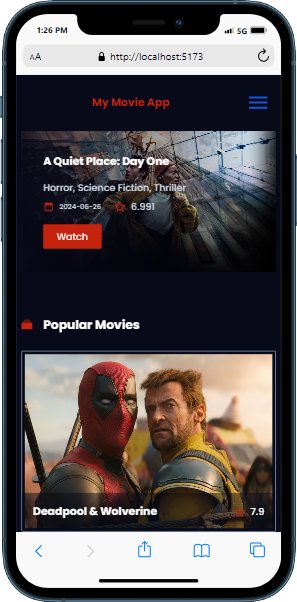 1:26 PM
5G
AA
http://localhost:5173
My Movie App
A Quiet Place: Day One
Horror, Science Fiction, Thriller
2024-06-26 6.991
Watch
Popular Movies
Deadpool & Wolverine 7.9